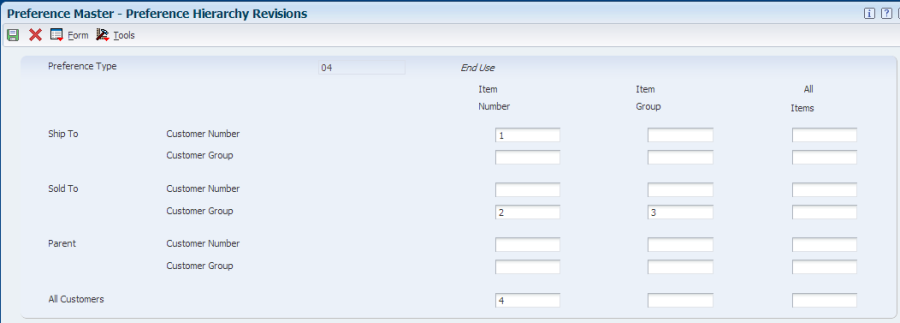 Preference Master - Preference Hierarchy Revisions
Form Tools
Preference Type 04 End Use
Item Item All
Number Group Items
Ship To Customer Number 1
Customer Group
Sold To Customer Number
Customer Group 2 3
Parent Customer Number
Customer Group
All Customers 4